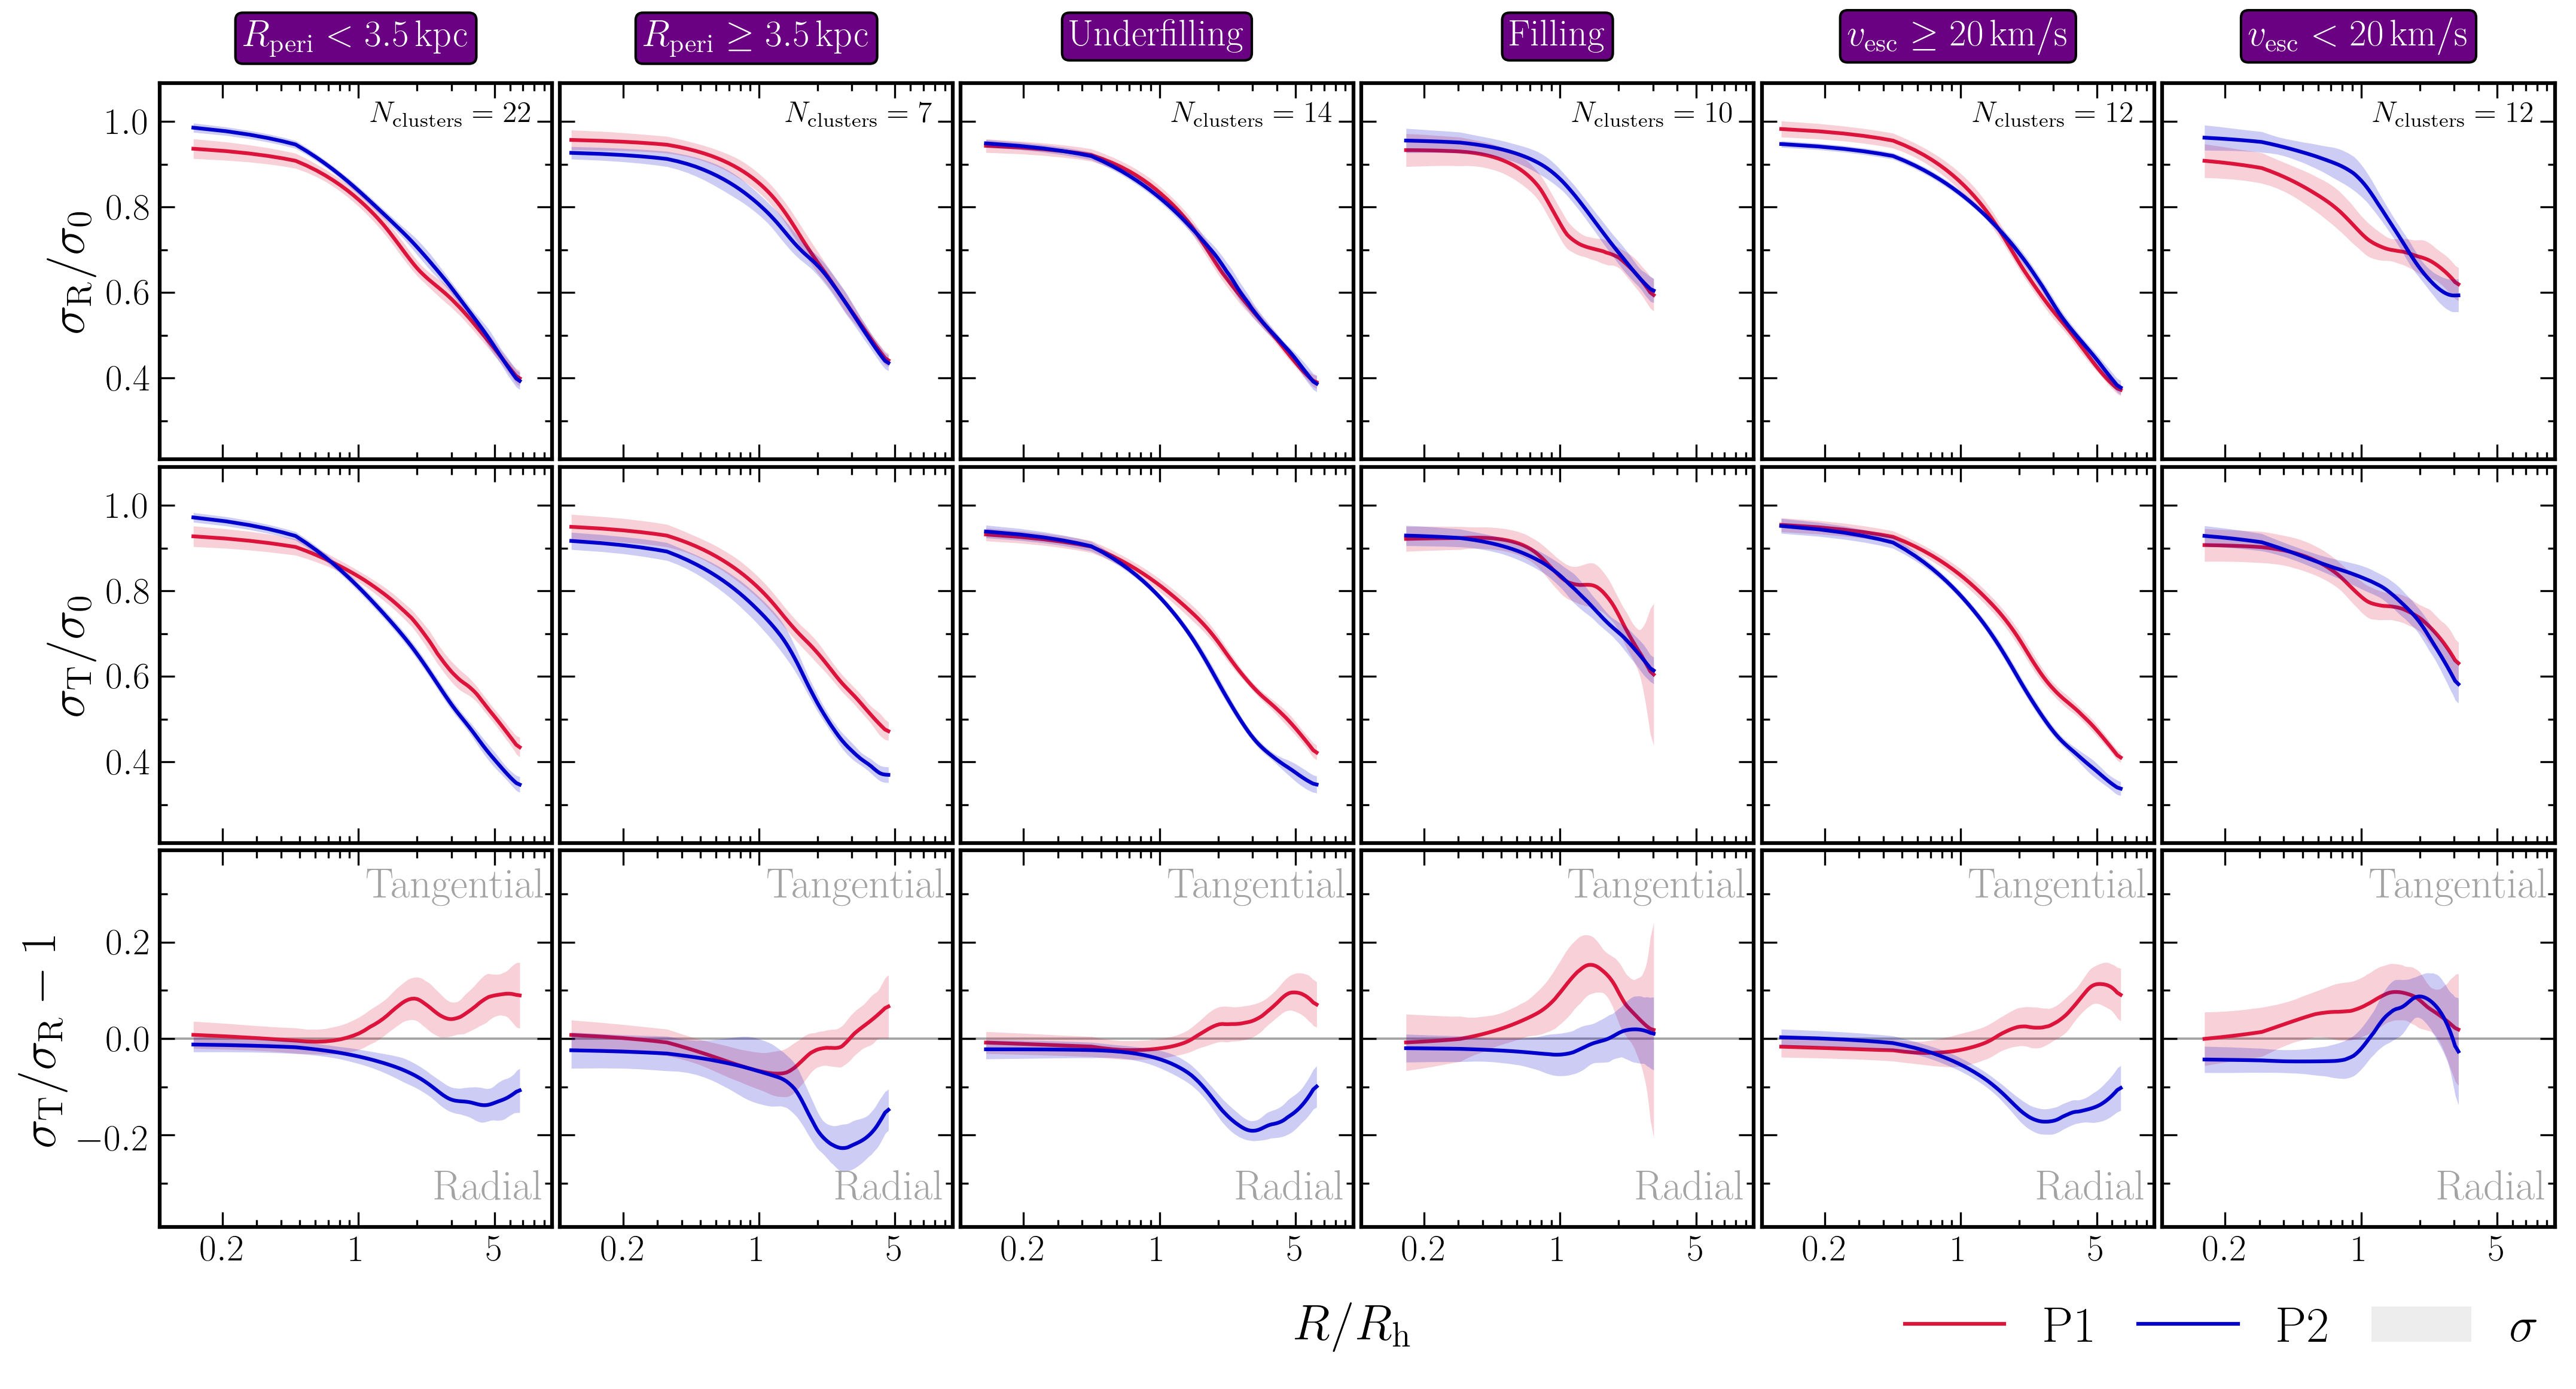 R_peri < 3.5 kpc
R_peri ≥ 3.5 kpc
Underfilling
Filling
v_esc ≥ 20 km/s
v_esc < 20 km/s
N_clusters = 22
N_clusters = 7
N_clusters = 14
N_clusters = 10
N_clusters = 12
N_clusters = 12
σ_R/σ_0
1.0
0.8
0.6
0.4
σ_T/σ_0
1.0
0.8
0.6
0.4
σ_T/σ_R − 1
0.2
0.0
−0.2
Tangential
Tangential
Tangential
Tangential
Tangential
Tangential
Radial
Radial
Radial
Radial
Radial
Radial
0.2 1 5
0.2 1 5
0.2 1 5
0.2 1 5
0.2 1 5
0.2 1 5
R/R_h
P1
P2
σ